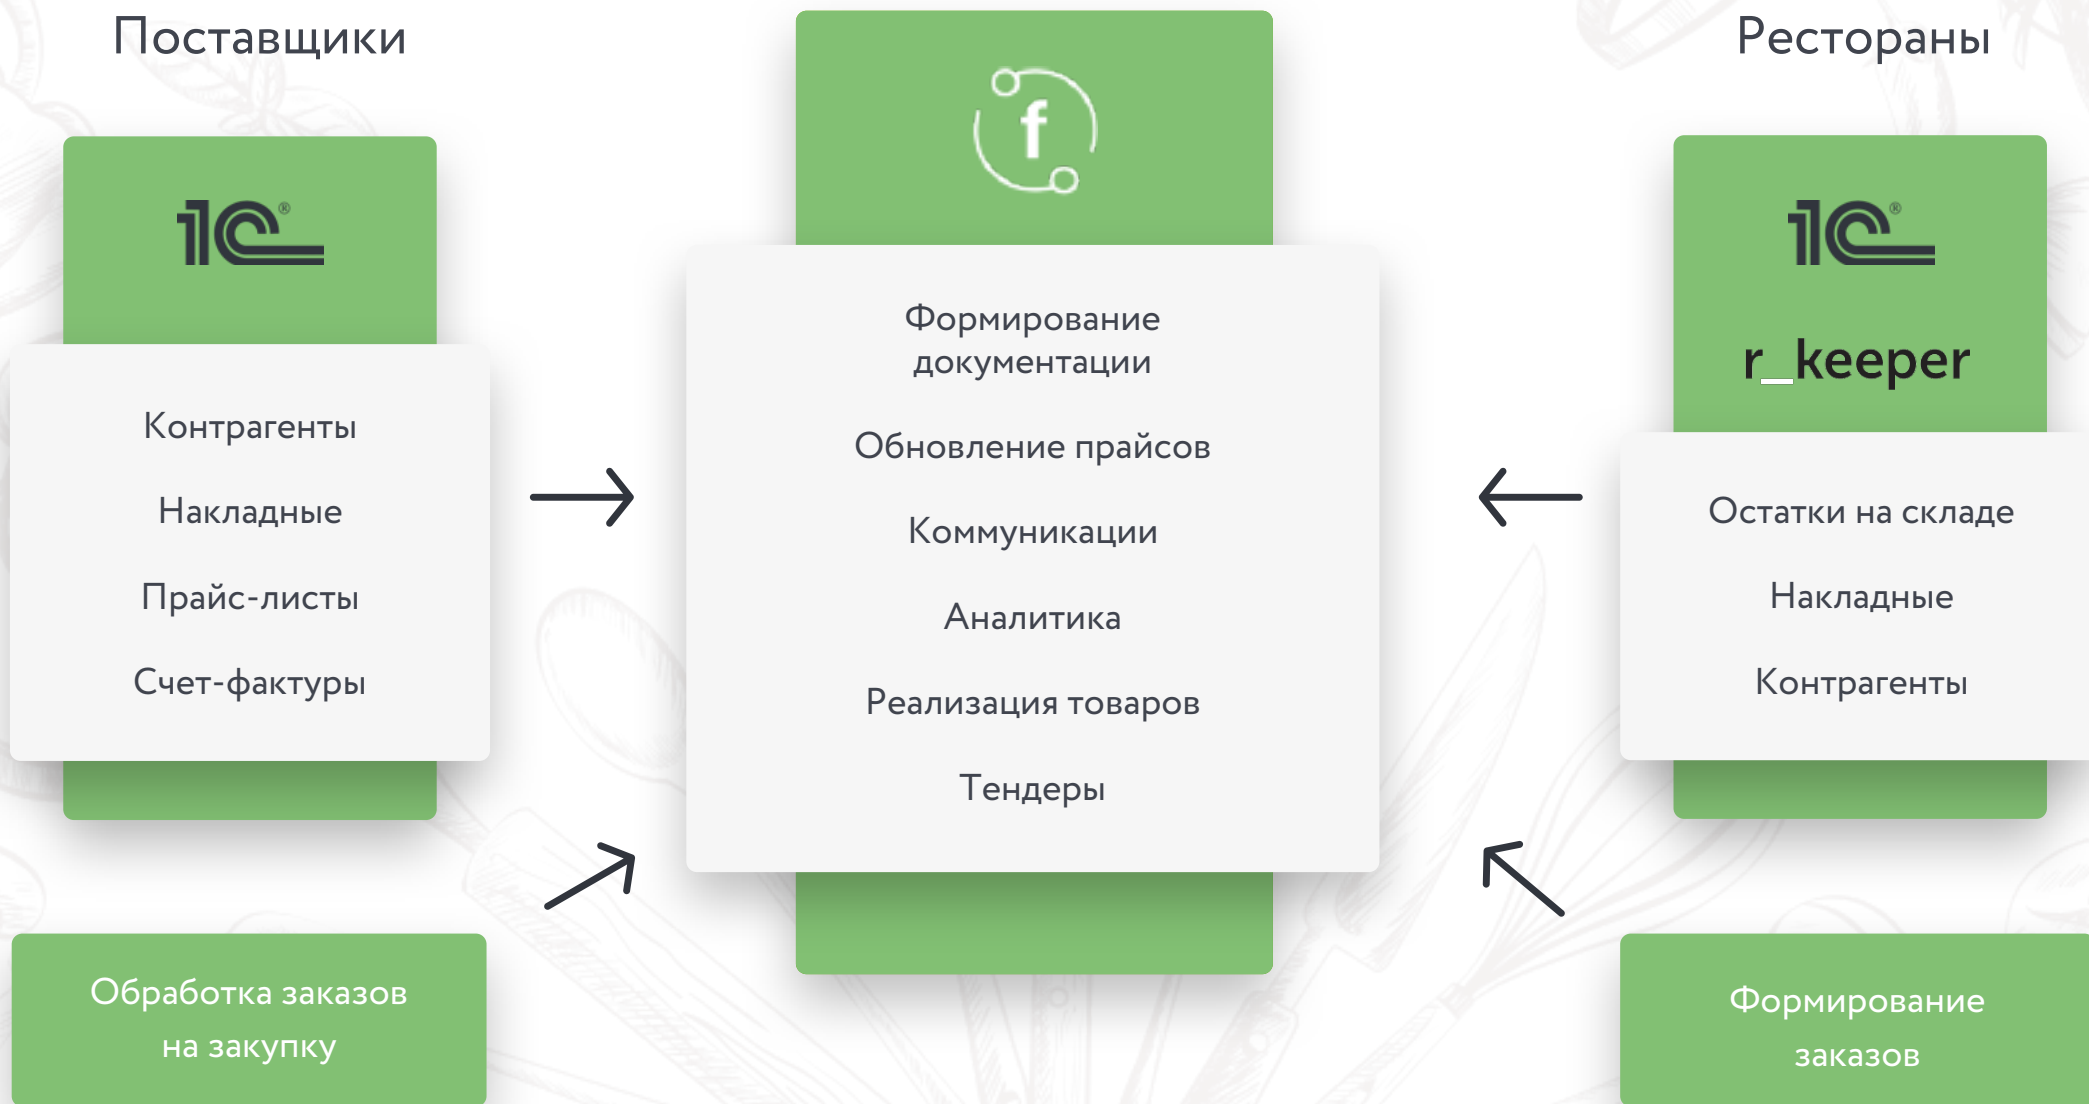 Поставщики
1С®
Контрагенты
Накладные
Прайс-листы
Счет-фактуры
Обработка заказов
на закупку
f
Формирование
документации
Обновление прайсов
Коммуникации
Аналитика
Реализация товаров
Тендеры
Рестораны
1С®
r_keeper
Остатки на складе
Накладные
Контрагенты
Формирование
заказов